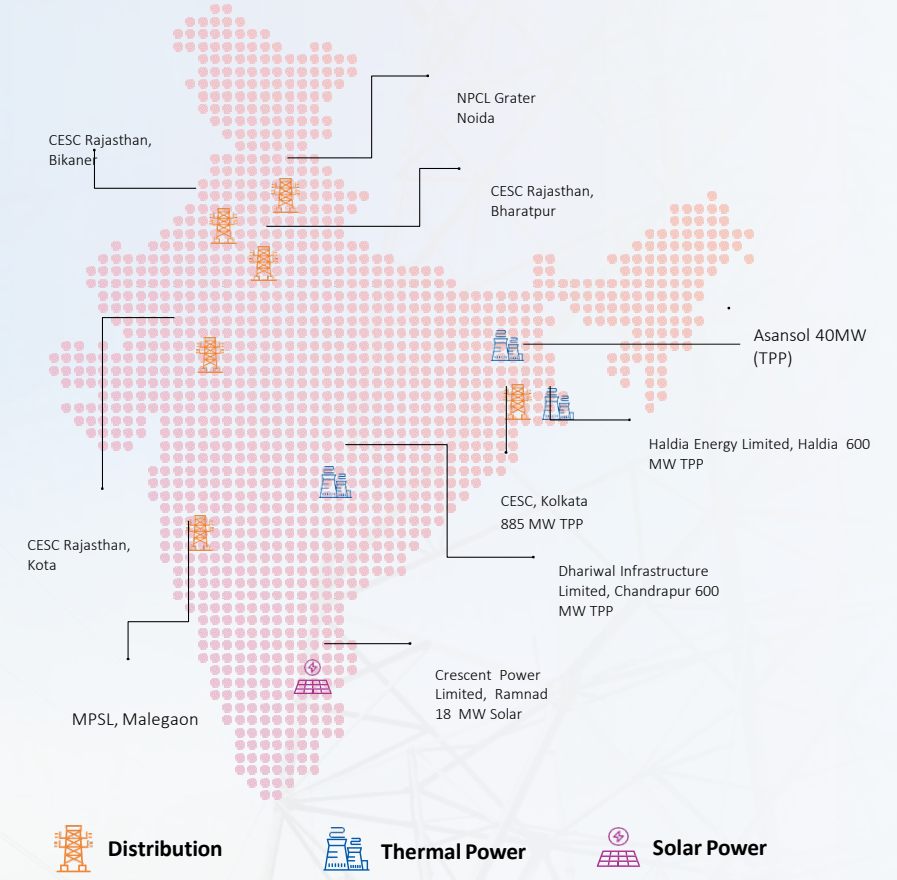 NPCL Grater
Noida
CESC Rajasthan,
Bikaner
CESC Rajasthan,
Bharatpur
Asansol 40MW
(TPP)
Haldia Energy Limited, Haldia 600
MW TPP
CESC, Kolkata
885 MW TPP
CESC Rajasthan,
Kota
Dhariwal Infrastructure
Limited, Chandrapur 600
MW TPP
Crescent Power
Limited, Ramnad
18 MW Solar
MPSL, Malegaon
Distribution
Thermal Power
Solar Power